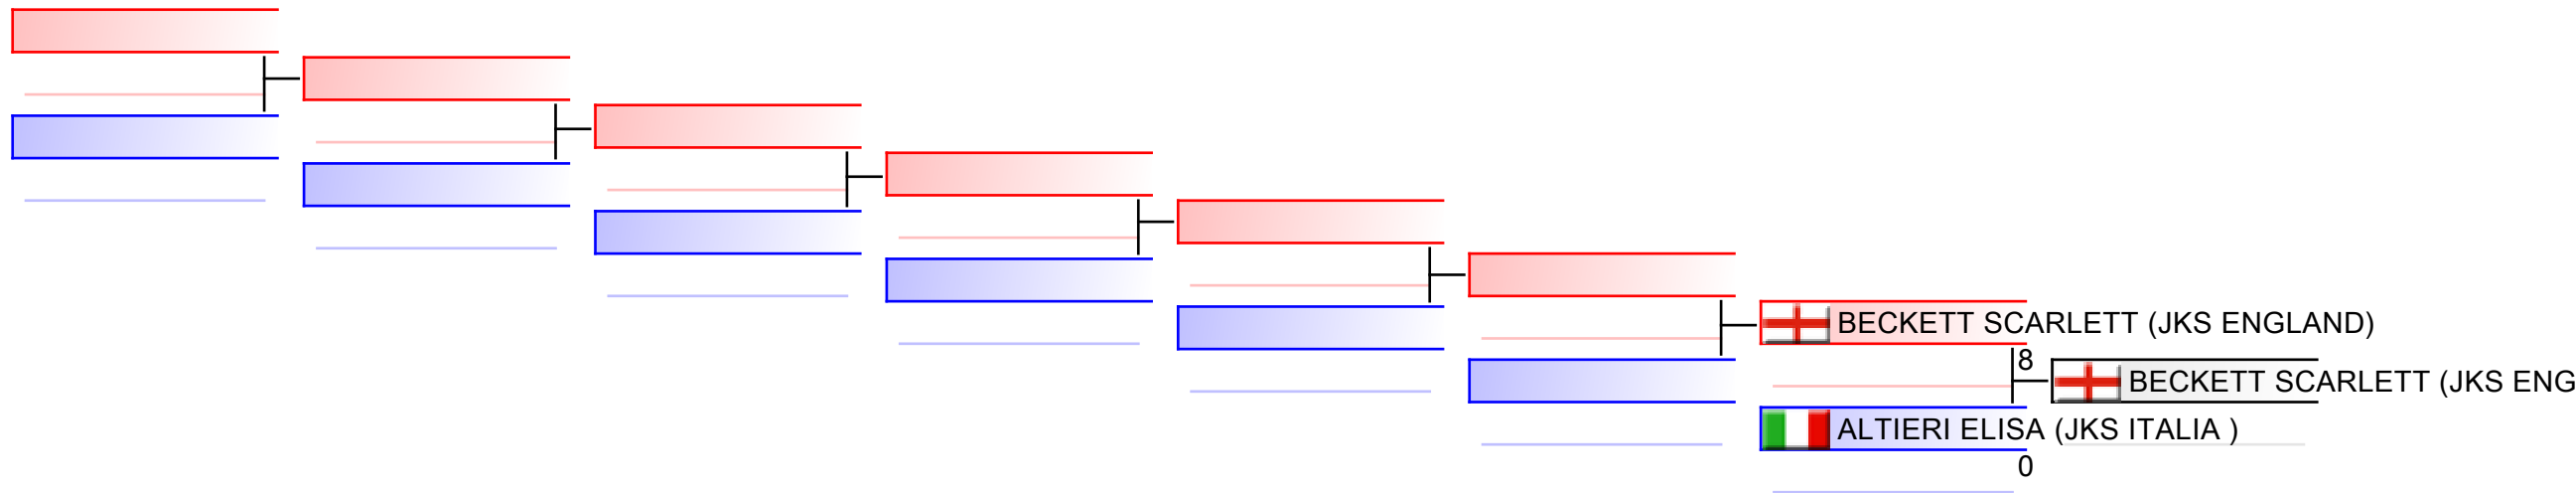 BECKETT SCARLETT (JKS ENGLAND)
8
BECKETT SCARLETT (JKS ENG
ALTIERI ELISA (JKS ITALIA )
0